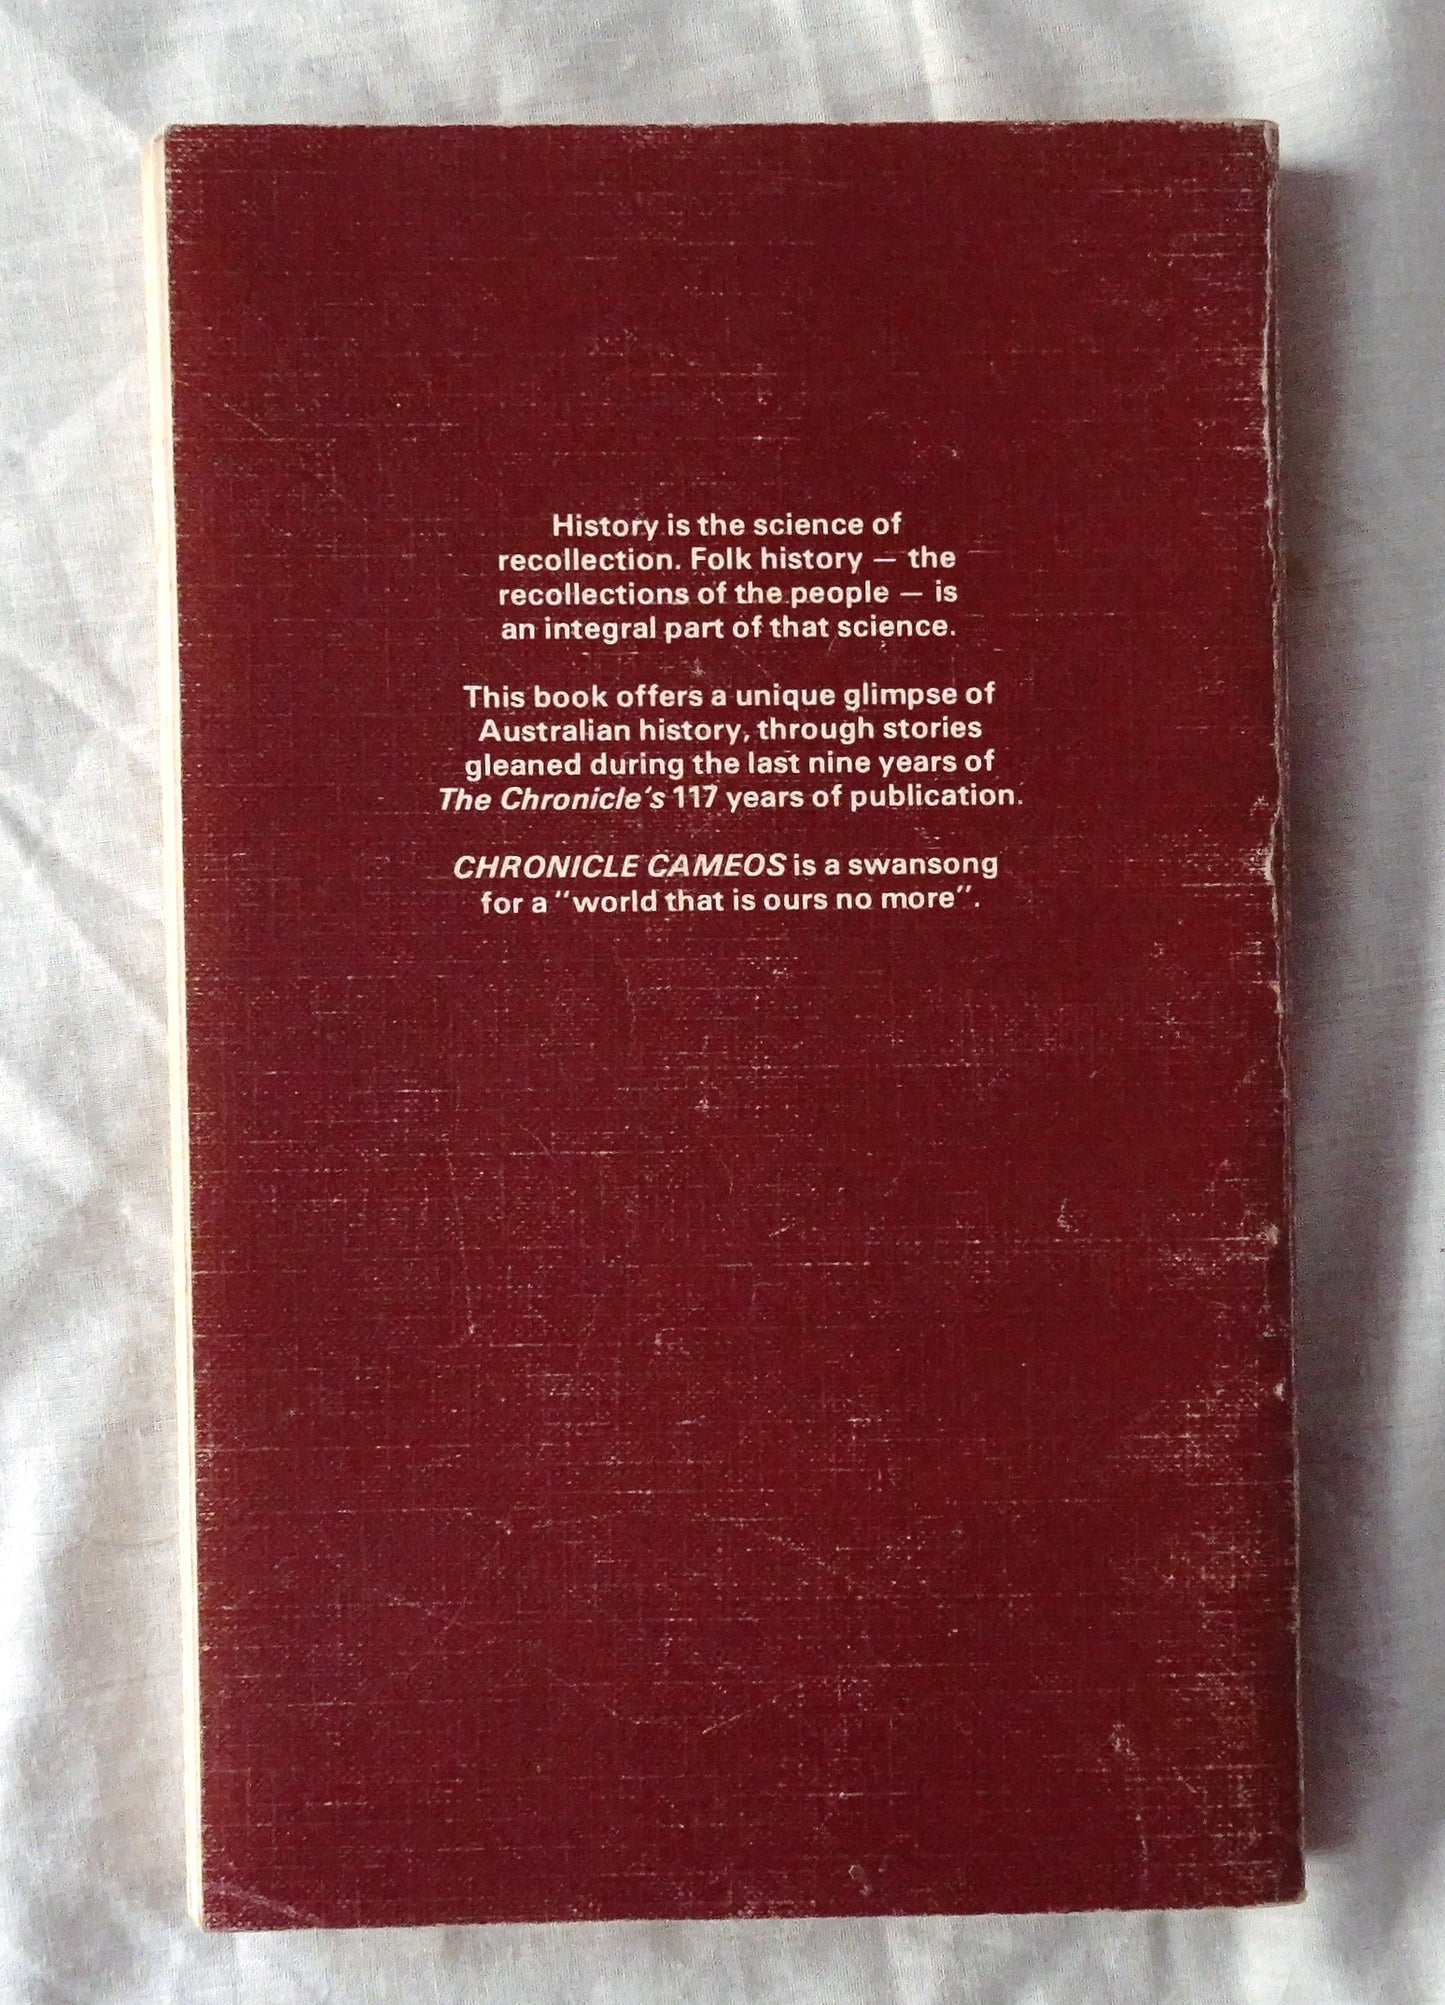 History is the science of
recollection. Folk history — the
recollections of the people — is
an integral part of that science.
This book offers a unique glimpse of
Australian history, through stories
gleaned during the last nine years of
The Chronicle's 117 years of publication.
CHRONICLE CAMEOS is a swansong
for a "world that is ours no more".